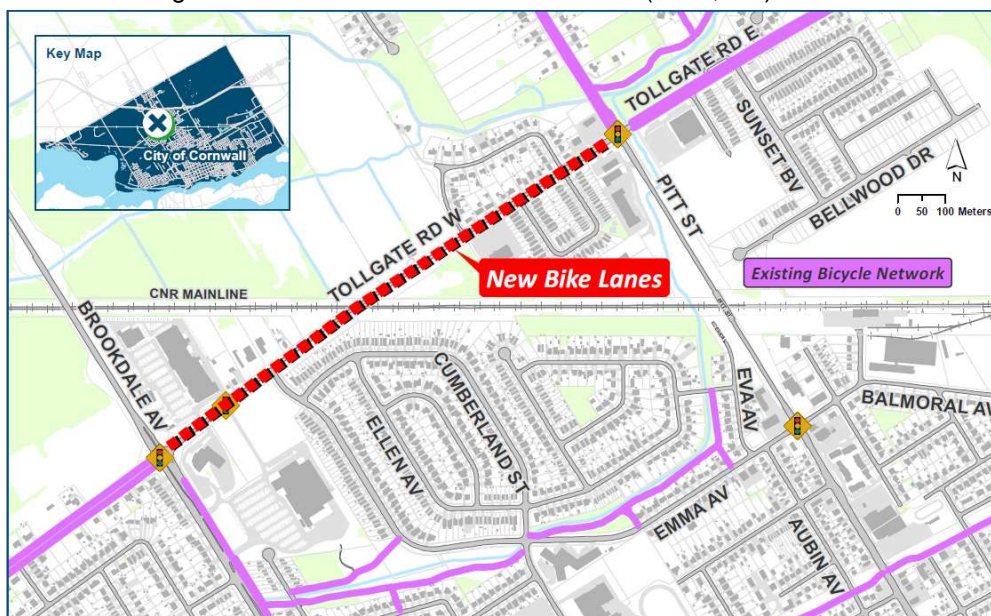 Key Map
City of Cornwall
TOLLGATE RD E
SUNSET BV
BELLWOOD DR
N
0 50 100 Meters
PITT ST
TOLLGATE RD W
New Bike Lanes
Existing Bicycle Network
CNR MAINLINE
BROOKDALE AV
CUMBERLAND ST
ELLEN AV
EVA AV
BALMORAL AV
EMMA AV
AUBIN AV